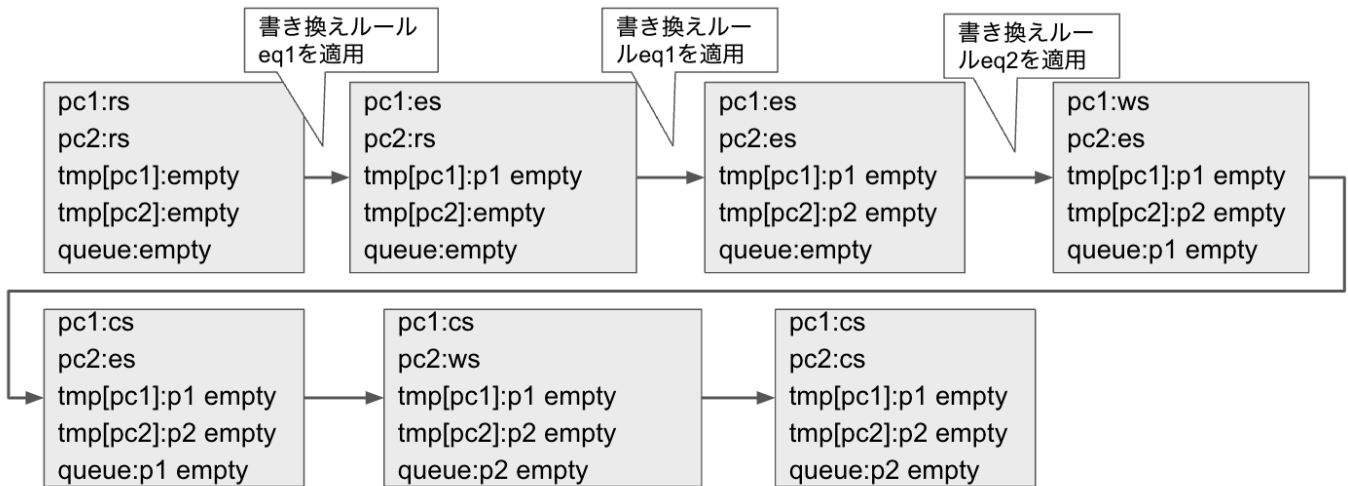 書き換えルール
eq1を適用
書き換えルー
ルeq1を適用
書き換えルー
ルeq2を適用
pc1:rs
pc2:rs
tmp[pc1]:empty
tmp[pc2]:empty
queue:empty
pc1:es
pc2:rs
tmp[pc1]:p1 empty
tmp[pc2]:empty
queue:empty
pc1:es
pc2:es
tmp[pc1]:p1 empty
tmp[pc2]:p2 empty
queue:empty
pc1:ws
pc2:es
tmp[pc1]:p1 empty
tmp[pc2]:p2 empty
queue:p1 empty
pc1:cs
pc2:es
tmp[pc1]:p1 empty
tmp[pc2]:p2 empty
queue:p1 empty
pc1:cs
pc2:ws
tmp[pc1]:p1 empty
tmp[pc2]:p2 empty
queue:p2 empty
pc1:cs
pc2:cs
tmp[pc1]:p1 empty
tmp[pc2]:p2 empty
queue:p2 empty